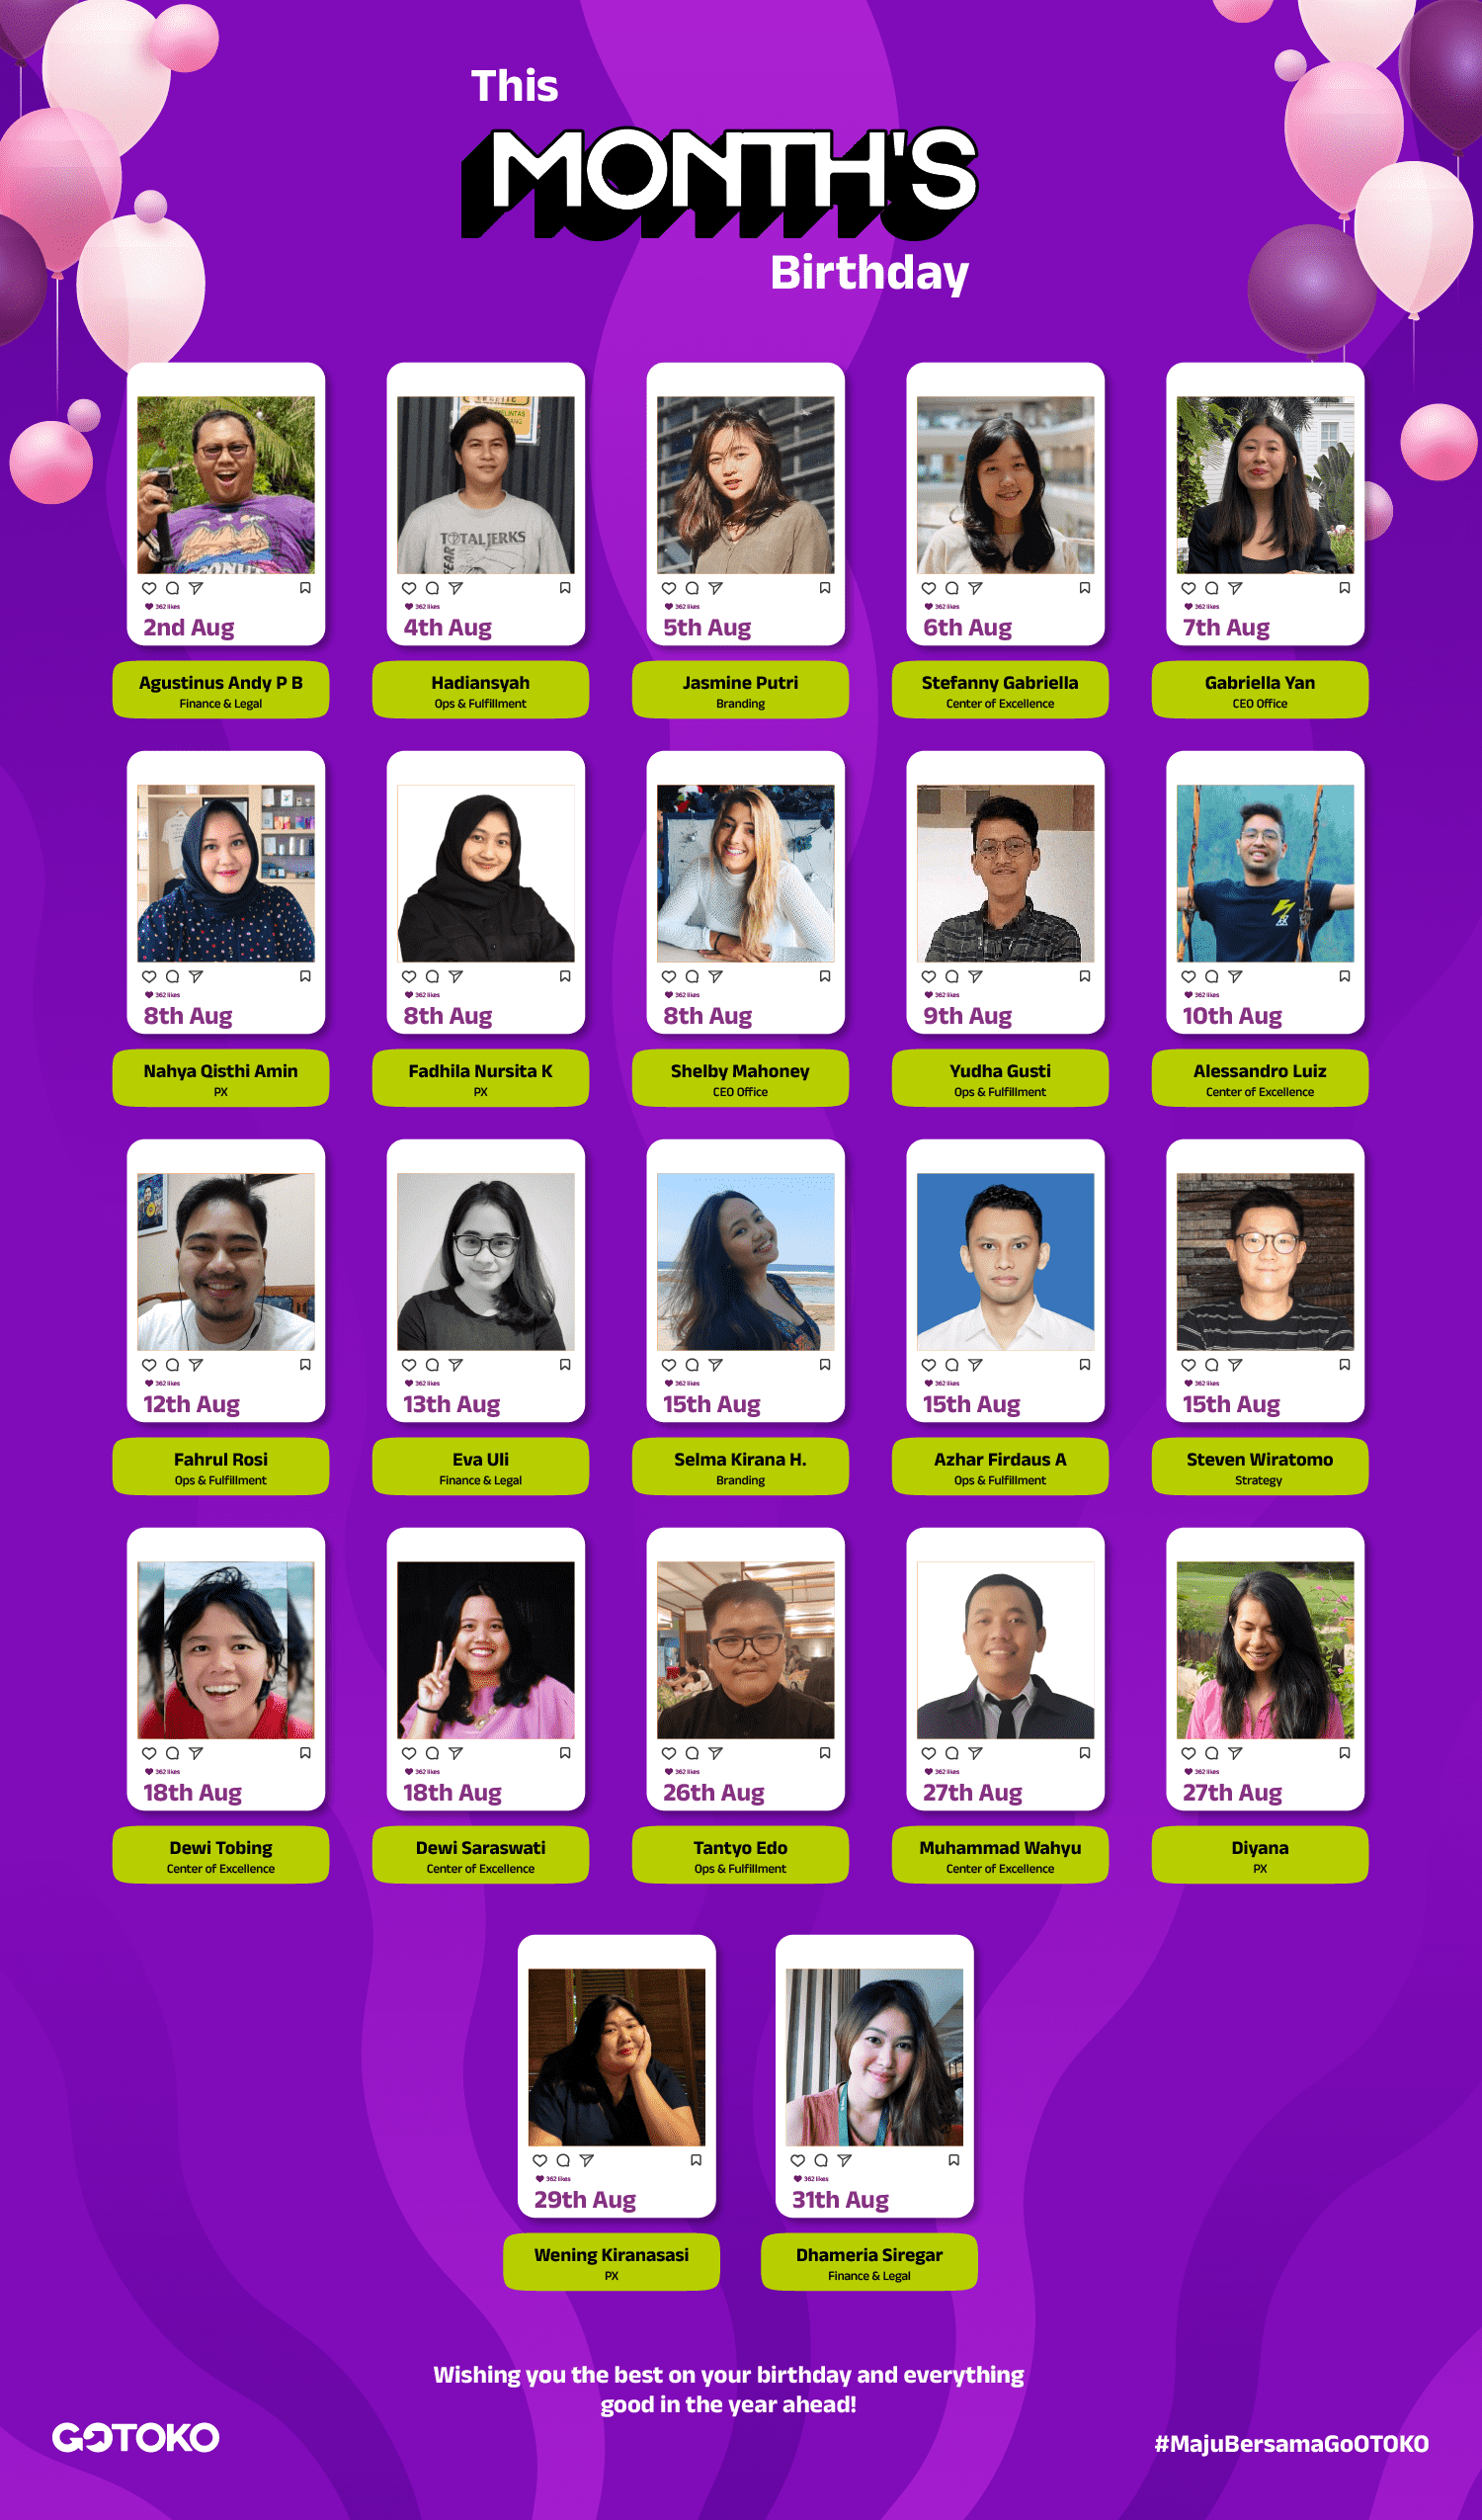 This
MONTH'S
Birthday
TOTAL JERKS
FEAR
362 likes
362 likes
362 likes
362 likes
362 likes
2nd Aug
4th Aug
5th Aug
6th Aug
7th Aug
Agustinus Andy P B
Finance & Legal
Hadiansyah
Ops & Fulfillment
Jasmine Putri
Branding
Stefanny Gabriella
Center of Excellence
Gabriella Yan
CEO Office
362 likes
362 likes
362 likes
362 likes
362 likes
8th Aug
8th Aug
8th Aug
9th Aug
10th Aug
Nahya Qisthi Amin
PX
Fadhila Nursita K
PX
Shelby Mahoney
CEO Office
Yudha Gusti
Ops & Fulfillment
Alessandro Luiz
Center of Excellence
362 likes
362 likes
362 likes
362 likes
362 likes
12th Aug
13th Aug
15th Aug
15th Aug
15th Aug
Fahrul Rosi
Ops & Fulfillment
Eva Uli
Finance & Legal
Selma Kirana H.
Branding
Azhar Firdaus A
Ops & Fulfillment
Steven Wiratomo
Strategy
362 likes
362 likes
362 likes
362 likes
362 likes
18th Aug
18th Aug
26th Aug
27th Aug
27th Aug
Dewi Tobing
Center of Excellence
Dewi Saraswati
Center of Excellence
Tantyo Edo
Ops & Fulfillment
Muhammad Wahyu
Center of Excellence
Diyana
PX
362 likes
362 likes
29th Aug
31th Aug
Wening Kiranasasi
PX
Dhameria Siregar
Finance & Legal
Wishing you the best on your birthday and everything
good in the year ahead!
GOTOKO
#MajuBersamaGoOTOKO